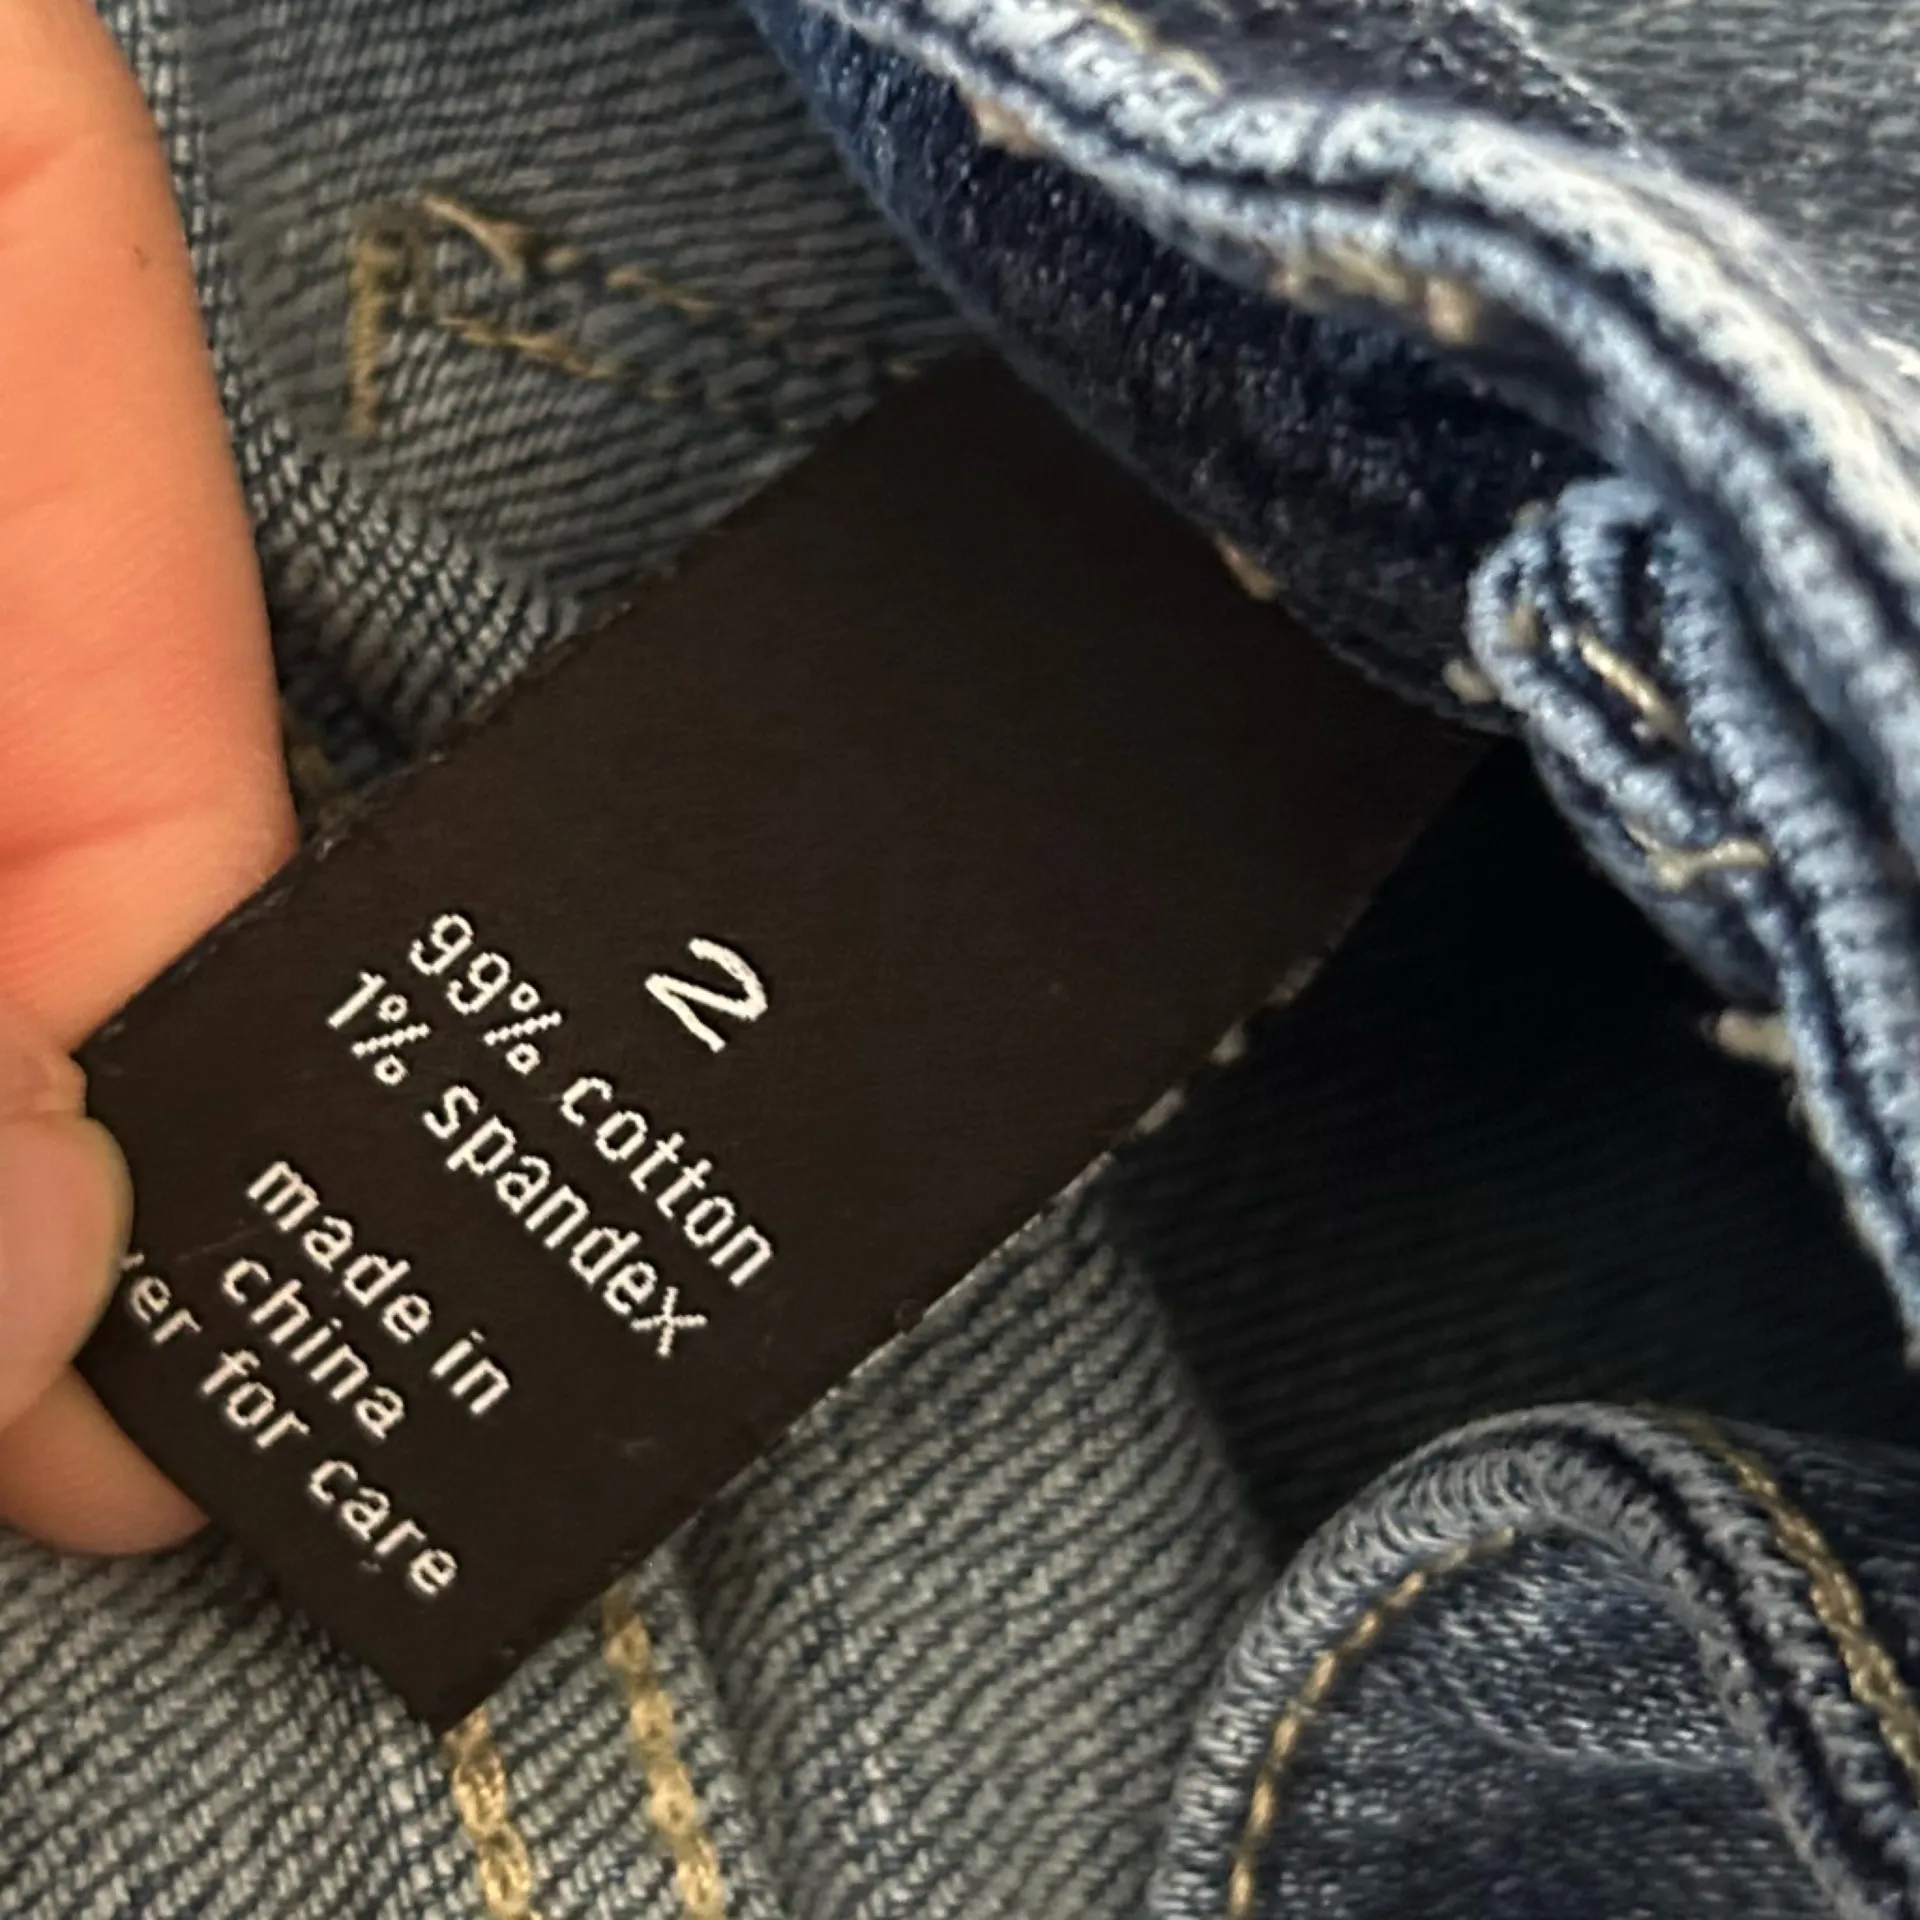 2
99% cotton
1% spandex
made in
china
for care